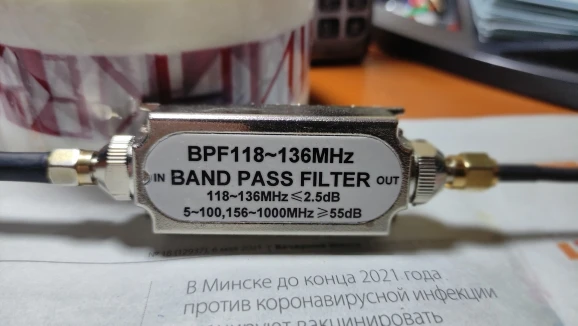 BPF118~136MHz
IN BAND PASS FILTER OUT
118~136MHz ≤2.5dB
5~100,156~1000MHz ≥55dB
В Минске до конца 2021 года
против коронавирусной инфекции
вакцинировать